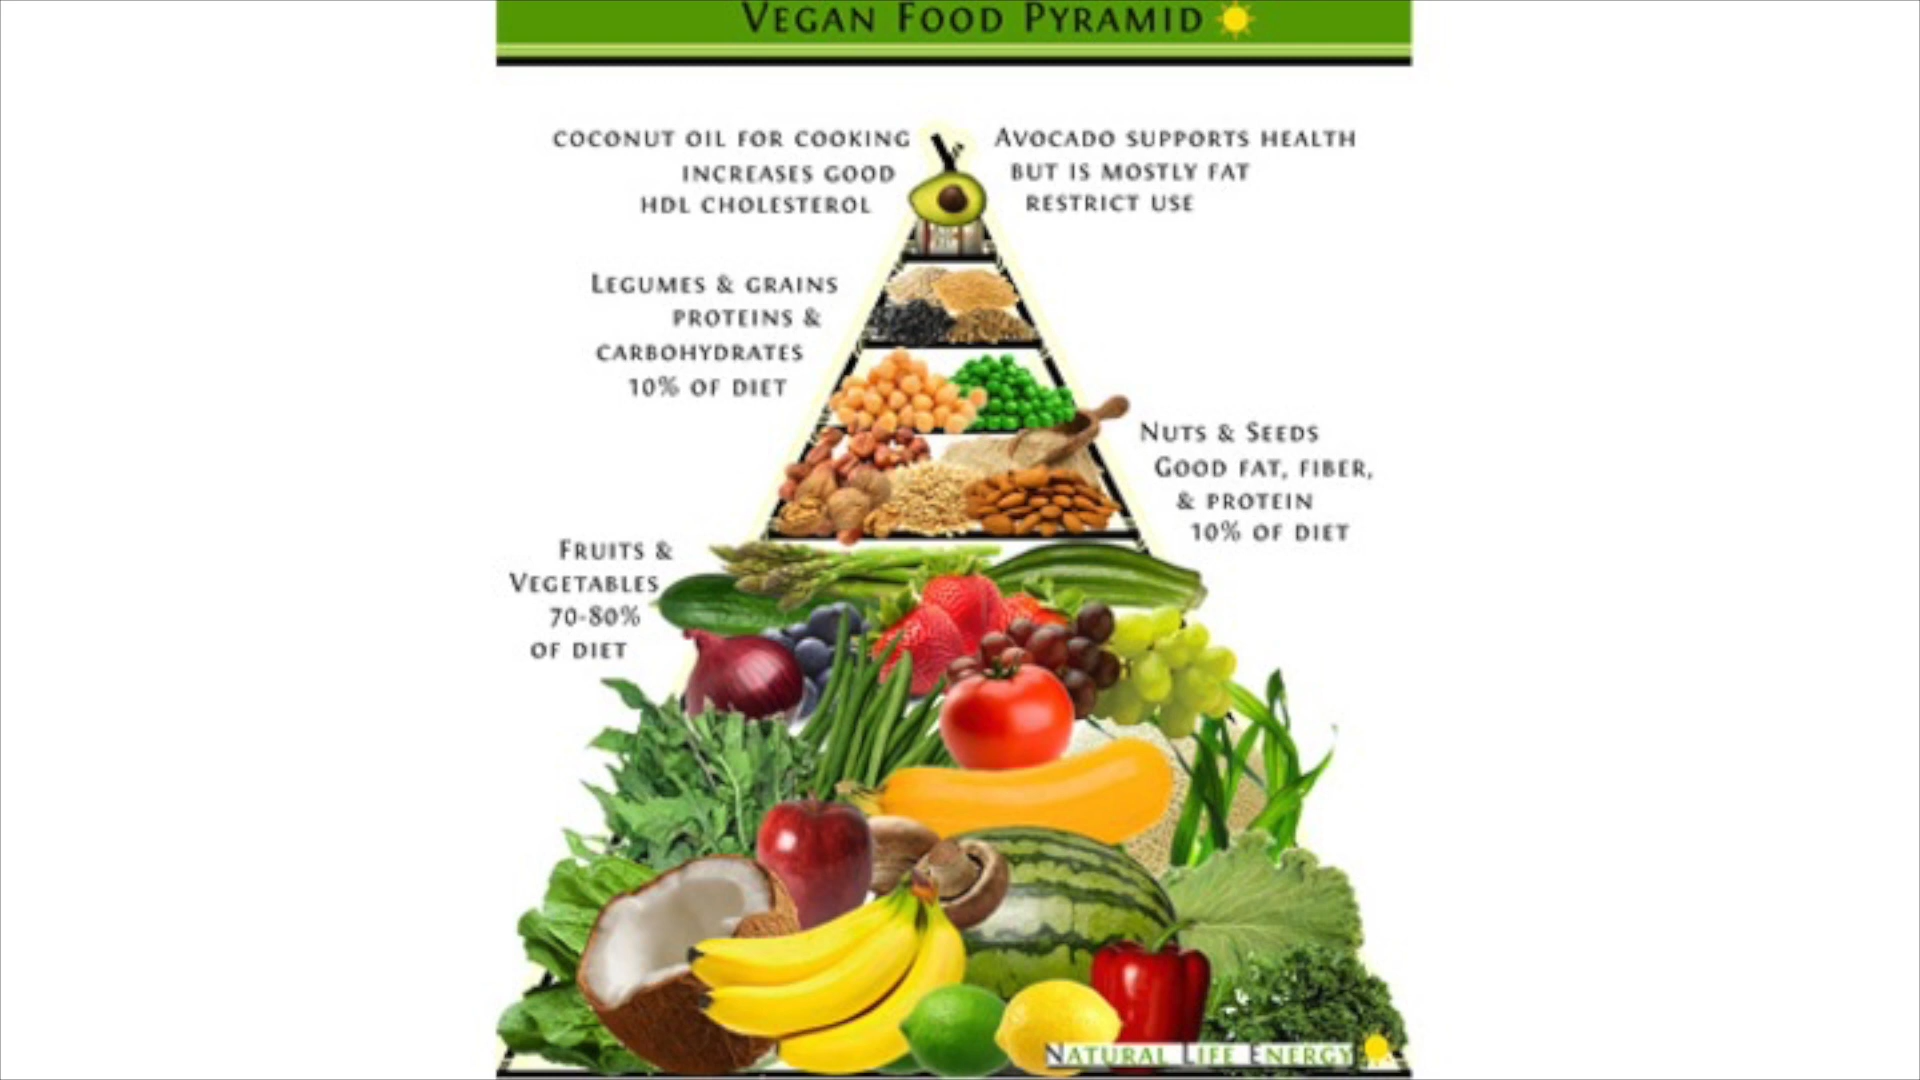 VEGAN FOOD PYRAMID
COCONUT OIL FOR COOKING
INCREASES GOOD
HDL CHOLESTEROL
AVOCADO SUPPORTS HEALTH
BUT IS MOSTLY FAT
RESTRICT USE
LEGUMES & GRAINS
PROTEINS &
CARBOHYDRATES
10% OF DIET
NUTS & SEEDS
GOOD FAT, FIBER,
& PROTEIN
10% OF DIET
FRUITS &
VEGETABLES
70-80%
OF DIET
NATURAL LIFE ENERGY